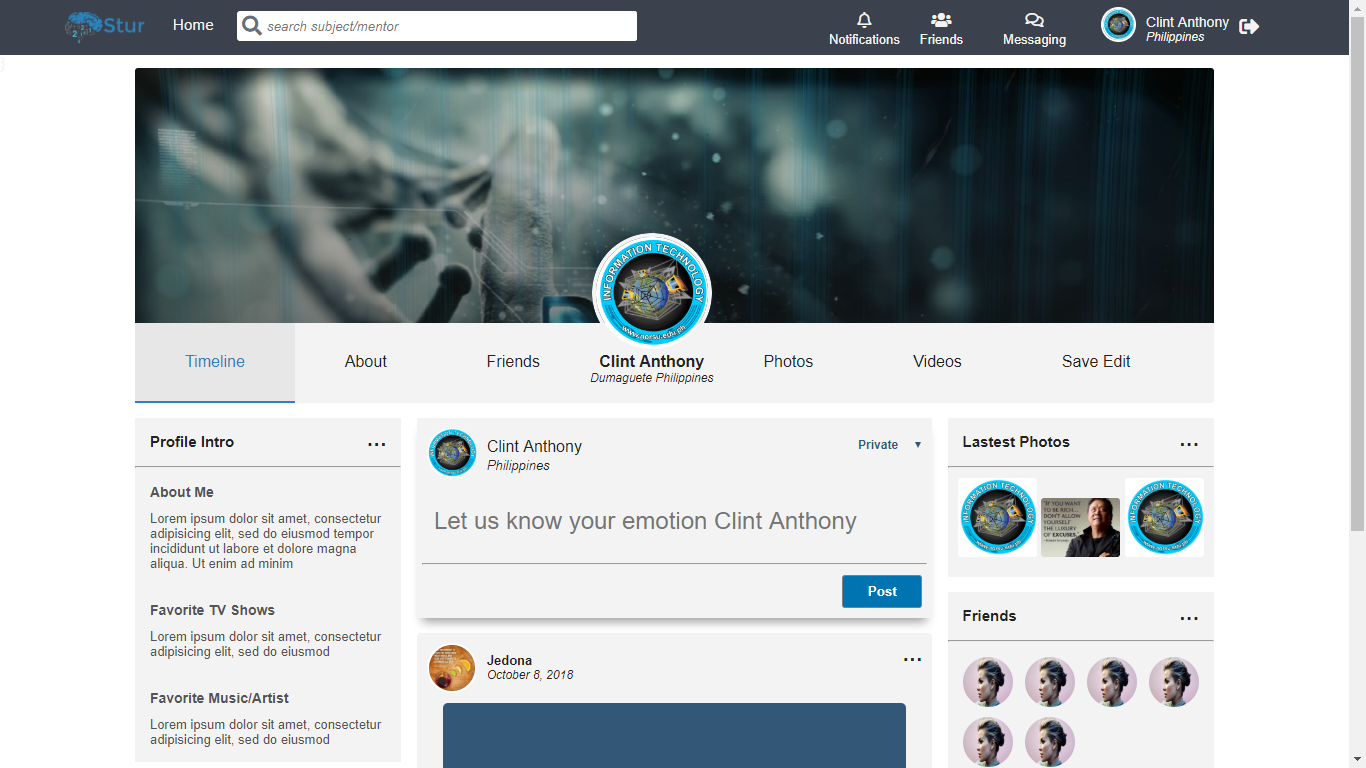 Stur
Home
search subject/mentor
Notifications
Friends
Messaging
Clint Anthony
Philippines
}
INFORMATION TECHNOLOGY
www.norsu.edu.ph
Timeline
About
Friends
Clint Anthony
Dumaguete Philippines
Photos
Videos
Save Edit
Profile Intro
...
About Me
Lorem ipsum dolor sit amet, consectetur
adipisicing elit, sed do eiusmod tempor
incididunt ut labore et dolore magna
aliqua. Ut enim ad minim
Favorite TV Shows
Lorem ipsum dolor sit amet, consectetur
adipisicing elit, sed do eiusmod
Favorite Music/Artist
Lorem ipsum dolor sit amet, consectetur
adipisicing elit, sed do eiusmod
Clint Anthony
Philippines
Private
Let us know your emotion Clint Anthony
Post
Jedona
October 8, 2018
...
Lastest Photos
...
INFORMATION TECHNOLOGY
"IF YOU WANT
TO BE RICH...
DON'T ALLOW
YOURSELF
THE LUXURY
OF EXCUSES."
INFORMATION TECHNOLOGY
Friends
...